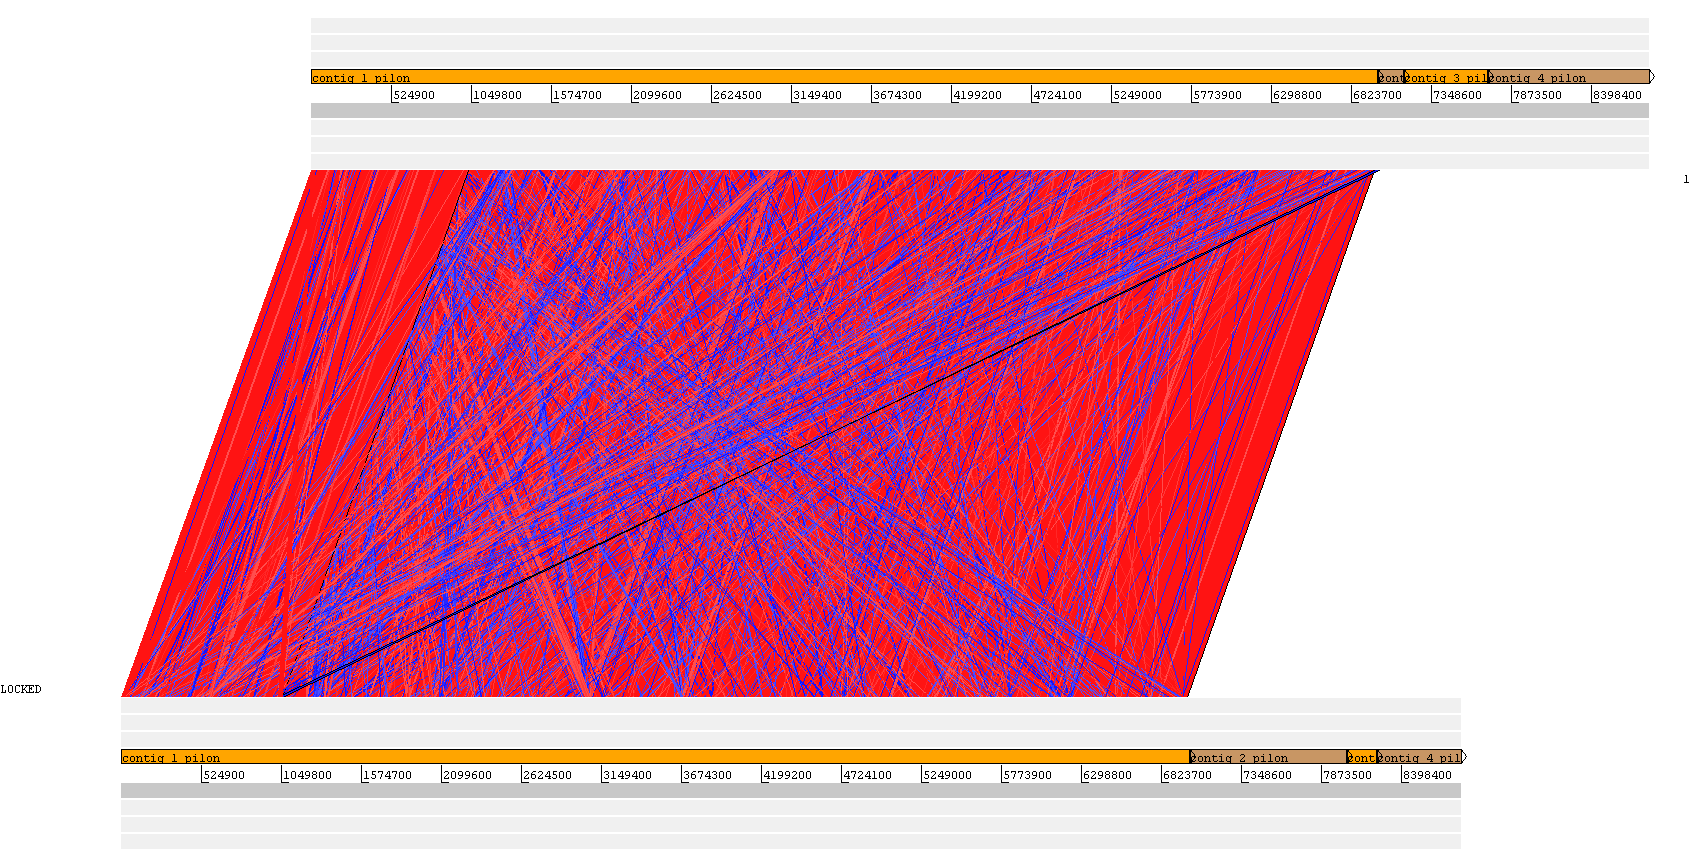 contig 1 pilon cont contig 3 pil contig 4 pilon
524900 1049800 1574700 2099600 2624500 3149400 3674300 4199200 4724100 5249000 5773900 6298800 6823700 7348600 7873500 8398400
1
LOCKED
contig 1 pilon contig 2 pilon cont contig 4 pil
524900 1049800 1574700 2099600 2624500 3149400 3674300 4199200 4724100 5249000 5773900 6298800 6823700 7348600 7873500 8398400